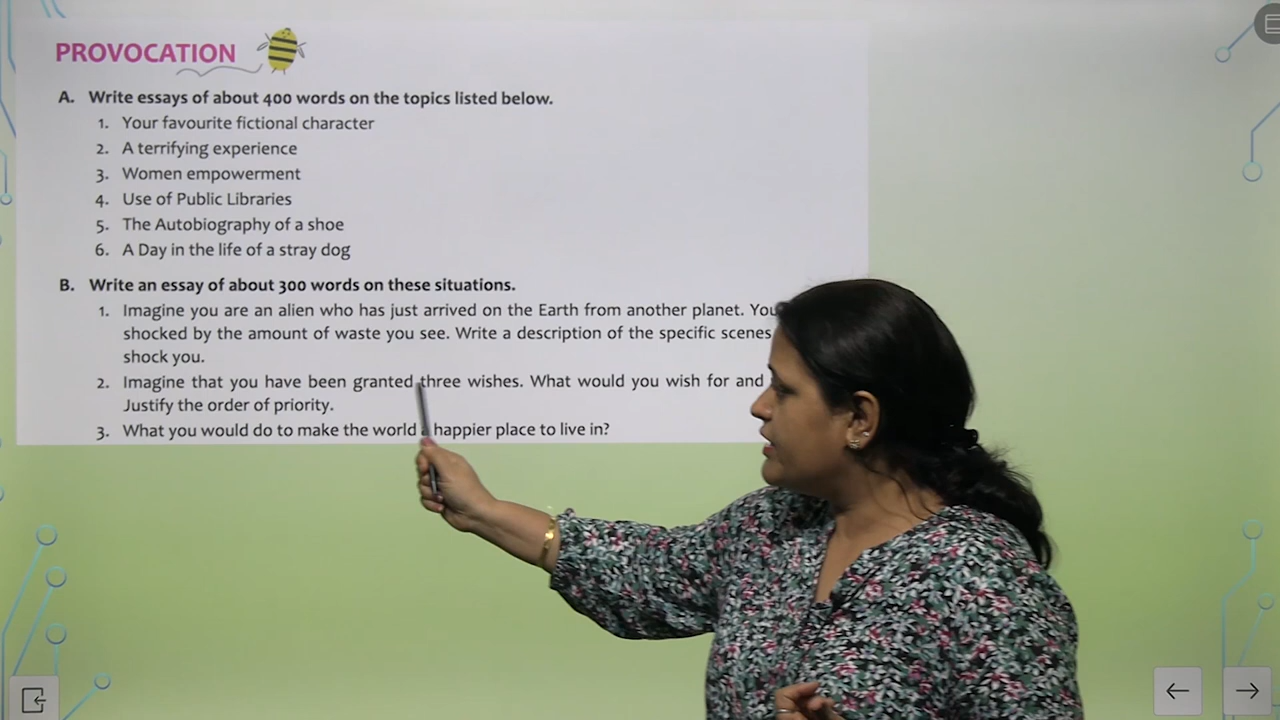 PROVOCATION
A. Write essays of about 400 words on the topics listed below.
1. Your favourite fictional character
2. A terrifying experience
3. Women empowerment
4. Use of Public Libraries
5. The Autobiography of a shoe
6. A Day in the life of a stray dog
B. Write an essay of about 300 words on these situations.
1. Imagine you are an alien who has just arrived on the Earth from another planet. You
shocked by the amount of waste you see. Write a description of the specific scenes
shock you.
2. Imagine that you have been granted three wishes. What would you wish for and
Justify the order of priority.
3. What you would do to make the world a happier place to live in?